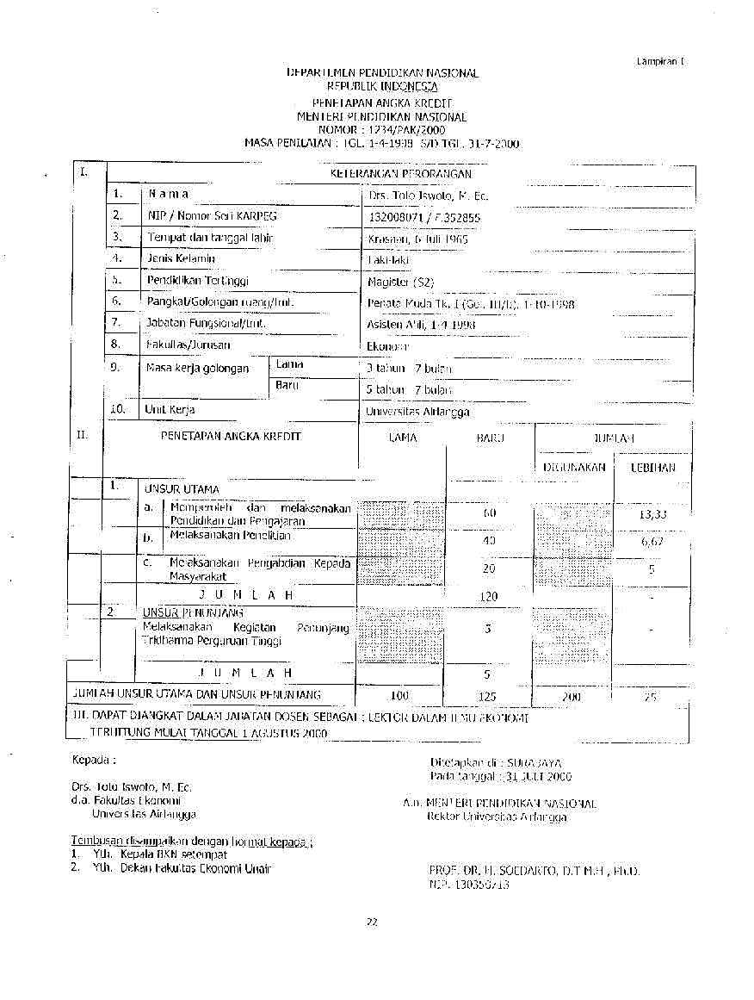 Lampiran I
DEPARTEMEN PENDIDIKAN NASIONAL
REPUBLIK INDONESIA
PENETAPAN ANGKA KREDIT
MENTERI PENDIDIKAN NASIONAL
NOMOR : 1234/PAK/2000
MASA PENILAIAN : TGL. 1-4-1998 S/D TGL. 31-7-2000
I. KETERANGAN PERORANGAN
1. N a m a Drs. Toto Iswoto, M. Ec.
2. NIP / Nomor Seri KARPEG 132008071 / F.352855
3. Tempat dan tanggal lahir Kraksaan, 6 Juli 1965
4. Jenis Kelamin Laki-laki
5. Pendidikan Tertinggi Magister (S2)
6. Pangkat/Golongan ruang/tmt. Penata Muda Tk. I (Gol. III/b), 1-10-1998
7. Jabatan Fungsional/tmt. Asisten Ahli, 1-4-1998
8. Fakultas/Jurusan Ekonomi
9. Masa kerja golongan Lama 3 tahun 7 bulan
Baru 5 tahun 7 bulan
10. Unit Kerja Universitas Airlangga
II. PENETAPAN ANGKA KREDIT LAMA BARU JUMLAH
DIGUNAKAN LEBIHAN
1. UNSUR UTAMA
a. Memperoleh dan melaksanakan
Pendidikan dan Pengajaran 60 13,33
b. Melaksanakan Penelitian 40 6,67
c. Melaksanakan Pengabdian Kepada
Masyarakat 20 5
J U M L A H 120 -
2. UNSUR PENUNJANG
Melaksanakan Kegiatan Penunjang 5 -
Tridharma Perguruan Tinggi
J U M L A H 5
JUMLAH UNSUR UTAMA DAN UNSUR PENUNJANG 100 125 200 25
III. DAPAT DIANGKAT DALAM JABATAN DOSEN SEBAGAI : LEKTOR DALAM ILMU EKONOMI
TERHITUNG MULAI TANGGAL 1 AGUSTUS 2000
Kepada :
Drs. Toto Iswoto, M. Ec.
d.a. Fakultas Ekonomi
Universitas Airlangga
Ditetapkan di : SURABAYA
Pada tanggal : 31 JULI 2000
A.n. MENTERI PENDIDIKAN NASIONAL
Rektor Universitas Airlangga
Tembusan disampaikan dengan hormat kepada :
1. Yth. Kepala BKN setempat
2. Yth. Dekan Fakultas Ekonomi Unair
PROF. DR. H. SOEDARTO, D.T.M.H., Ph.D.
NIP.
22